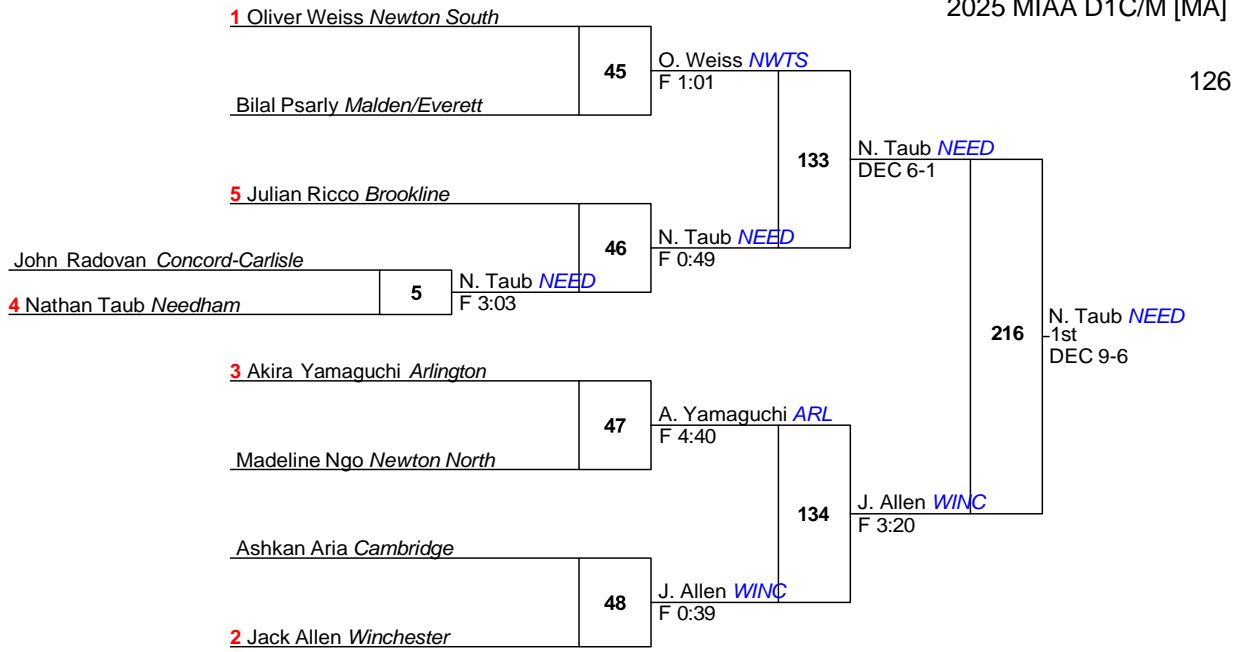 2025 MIAA D1C/M [MA]
126
1 Oliver Weiss Newton South
45
O. Weiss NWTS
F 1:01
Bilal Psarly Malden/Everett
133
N. Taub NEED
DEC 6-1
5 Julian Ricco Brookline
46
N. Taub NEED
F 0:49
John Radovan Concord-Carlisle
5
N. Taub NEED
F 3:03
4 Nathan Taub Needham
216
N. Taub NEED
1st
DEC 9-6
3 Akira Yamaguchi Arlington
47
A. Yamaguchi ARL
F 4:40
Madeline Ngo Newton North
134
J. Allen WINC
F 3:20
Ashkan Aria Cambridge
48
J. Allen WINC
F 0:39
2 Jack Allen Winchester